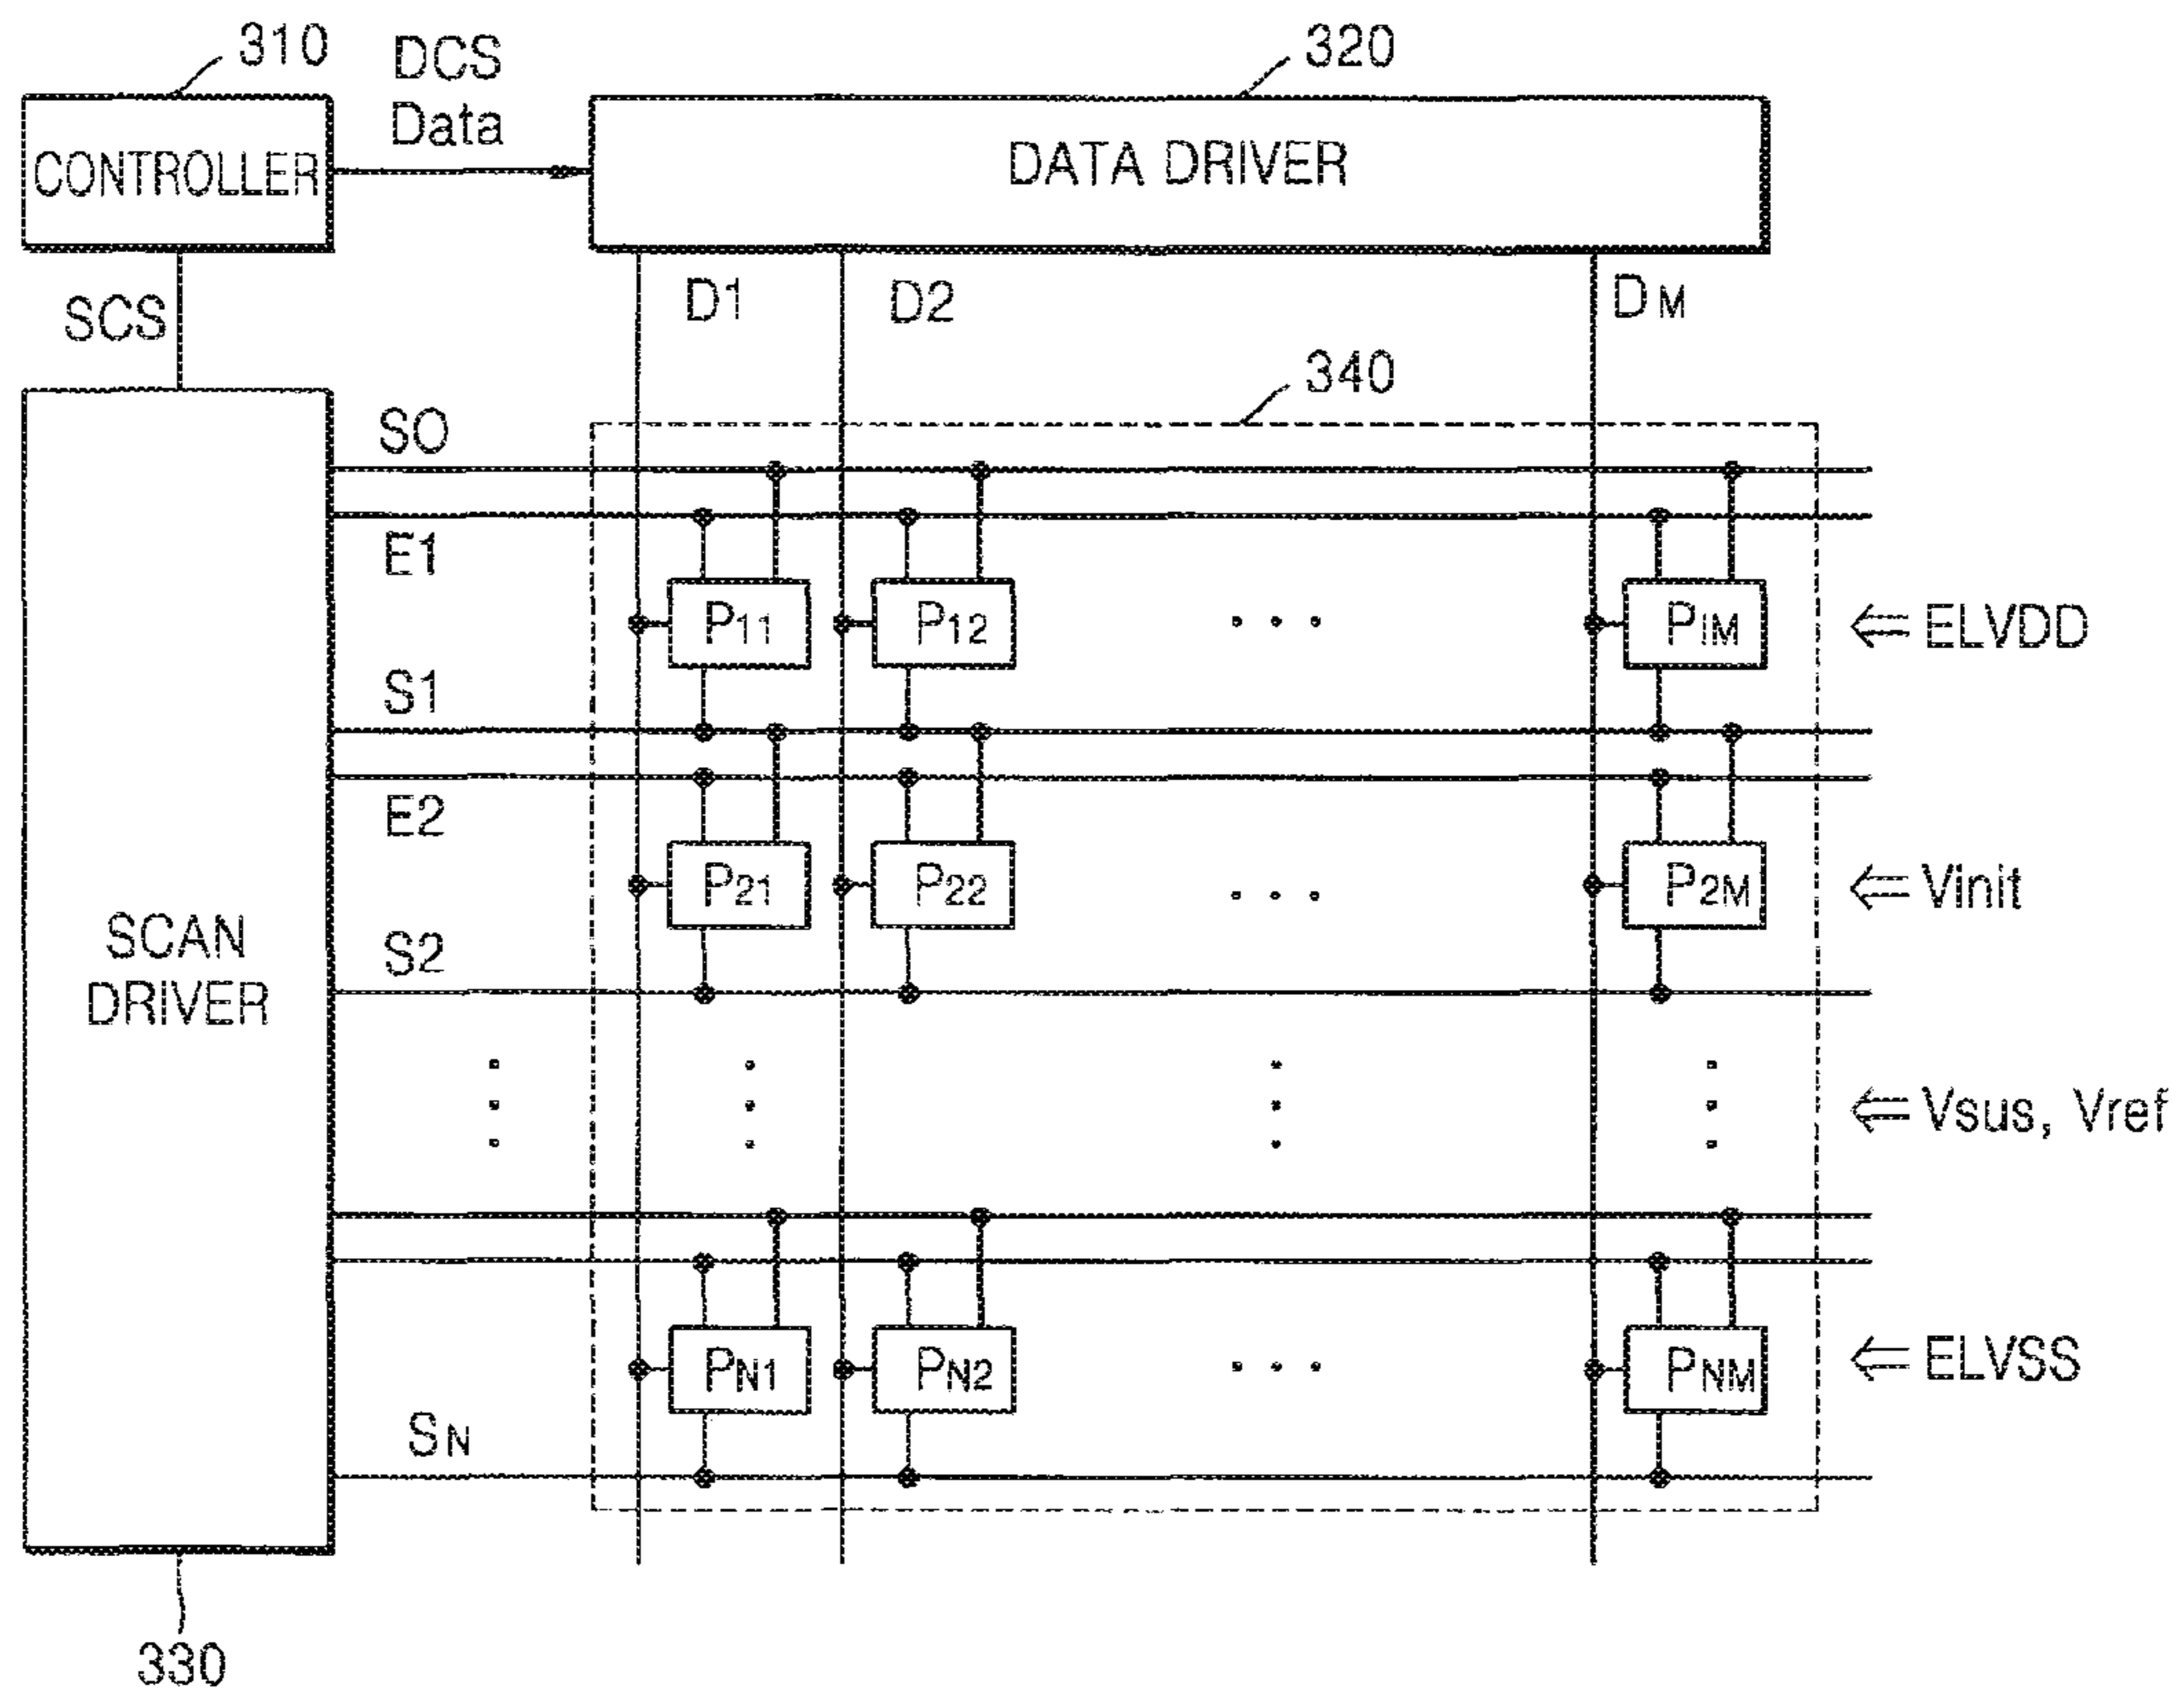 310
DCS
Data
320
CONTROLLER
DATA DRIVER
SCS
D1
D2
DM
340
SO
E1
P11
P12
. . .
PIM
ELVDD
S1
E2
P21
P22
. . .
P2M
Vinit
SCAN
DRIVER
S2
Vsus, Vref
PN1
PN2
. . .
PNM
ELVSS
SN
330